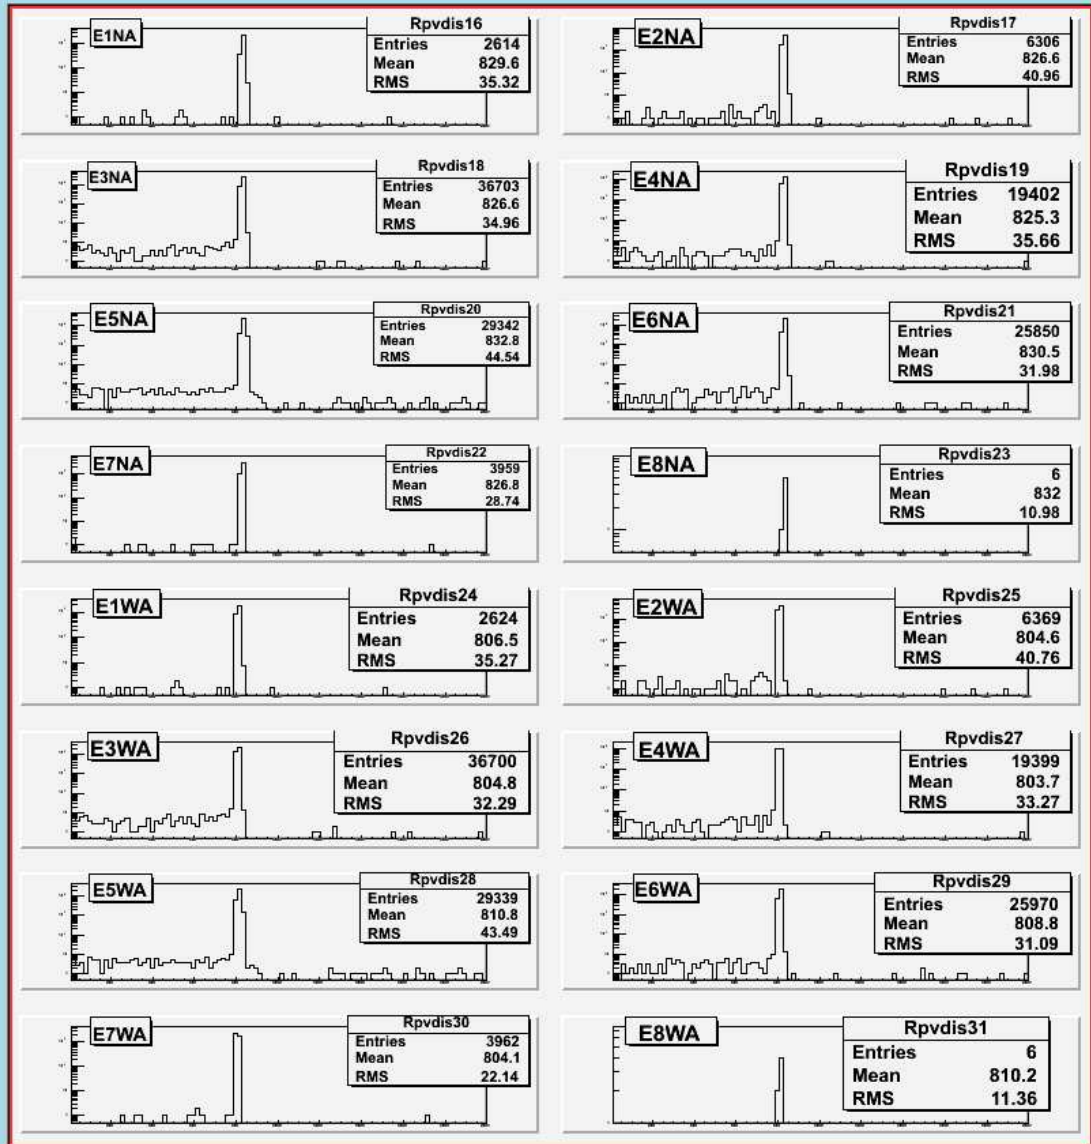 E1NA
Rpvdis16
Entries 2614
Mean 829.6
RMS 35.32
E2NA
Rpvdis17
Entries 6306
Mean 826.6
RMS 40.96
E3NA
Rpvdis18
Entries 36703
Mean 826.6
RMS 34.96
E4NA
Rpvdis19
Entries 19402
Mean 825.3
RMS 35.66
E5NA
Rpvdis20
Entries 29342
Mean 832.8
RMS 44.54
E6NA
Rpvdis21
Entries 25850
Mean 830.5
RMS 31.98
E7NA
Rpvdis22
Entries 3959
Mean 826.8
RMS 28.74
E8NA
Rpvdis23
Entries 6
Mean 832
RMS 10.98
E1WA
Rpvdis24
Entries 2624
Mean 806.5
RMS 35.27
E2WA
Rpvdis25
Entries 6369
Mean 804.6
RMS 40.76
E3WA
Rpvdis26
Entries 36700
Mean 804.8
RMS 32.29
E4WA
Rpvdis27
Entries 19399
Mean 803.7
RMS 33.27
E5WA
Rpvdis28
Entries 29339
Mean 810.8
RMS 43.49
E6WA
Rpvdis29
Entries 25970
Mean 808.8
RMS 31.09
E7WA
Rpvdis30
Entries 3962
Mean 804.1
RMS 22.14
E8WA
Rpvdis31
Entries 6
Mean 810.2
RMS 11.36